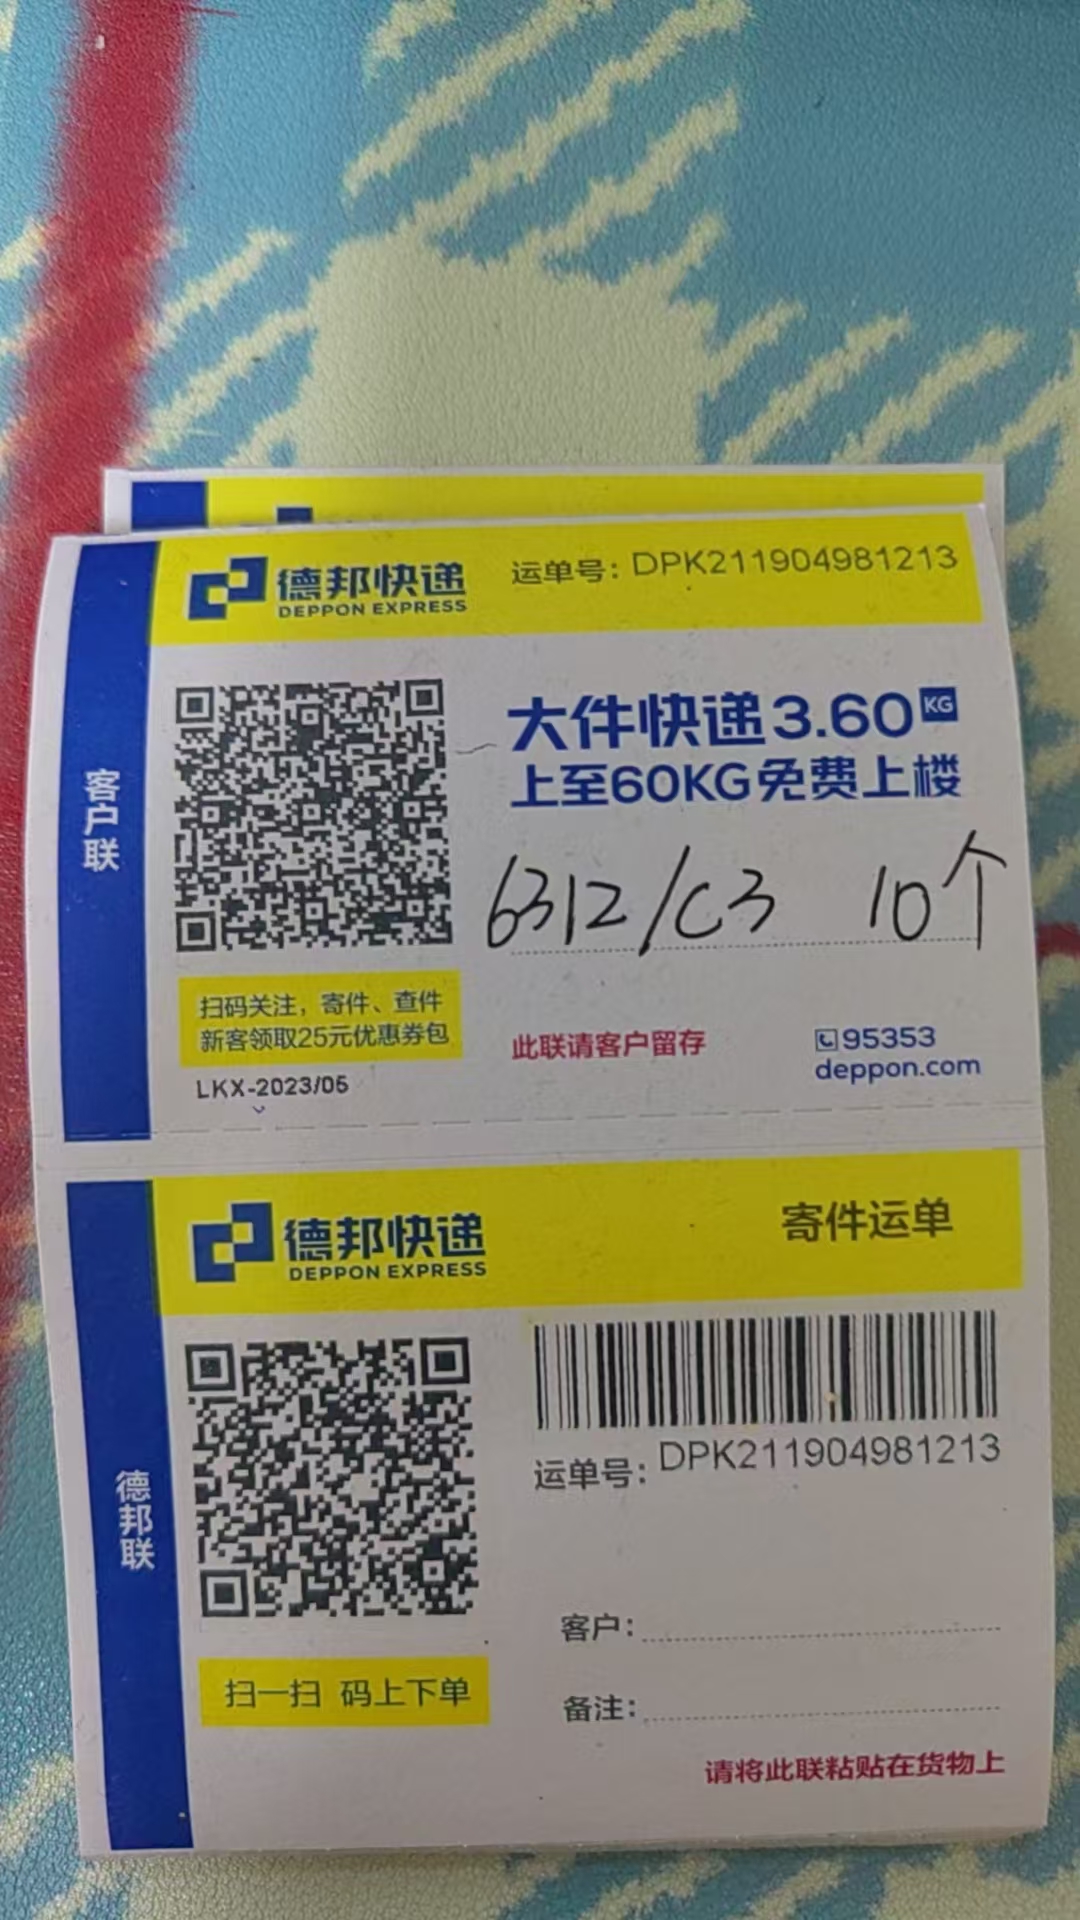 德邦快递
DEPPON EXPRESS
运单号: DPK211904981213
客户联
大件快递3.60KG
上至60KG免费上楼
6312/C3 10个
扫码关注，寄件、查件
新客领取25元优惠券包
LKX-2023/05
此联请客户留存
95353
deppon.com
德邦快递
DEPPON EXPRESS
寄件运单
德邦联
运单号: DPK211904981213
客户:
备注:
扫一扫 码上下单
请将此联粘贴在货物上